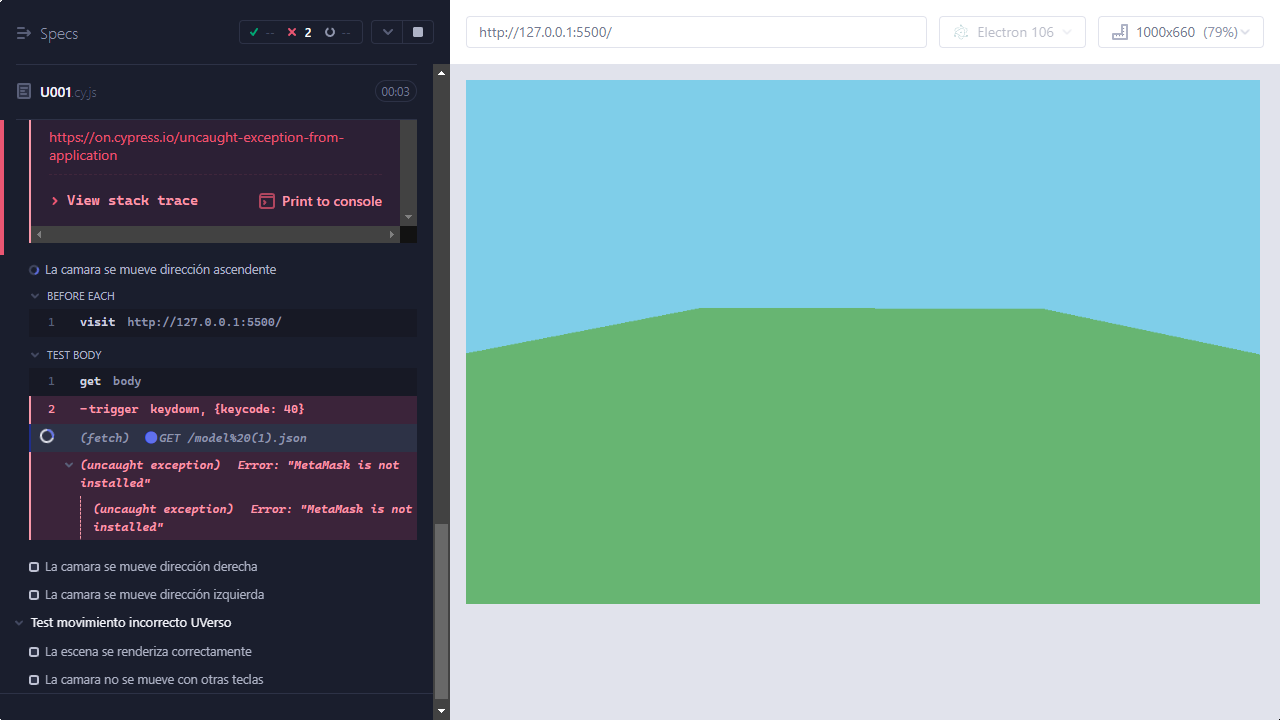 Specs
-- 2 --
U001.cy.js
00:03
https://on.cypress.io/uncaught-exception-from-
application
View stack trace
Print to console
La camara se mueve dirección ascendente
BEFORE EACH
1 visit http://127.0.0.1:5500/
TEST BODY
1 get body
2 -trigger keydown, {keycode: 40}
(fetch) GET /model%20(1).json
(uncaught exception) Error: "MetaMask is not
installed"
(uncaught exception) Error: "MetaMask is not
installed"
La camara se mueve dirección derecha
La camara se mueve dirección izquierda
Test movimiento incorrecto UVerso
La escena se renderiza correctamente
La camara no se mueve con otras teclas
http://127.0.0.1:5500/
Electron 106
1000x660 (79%)